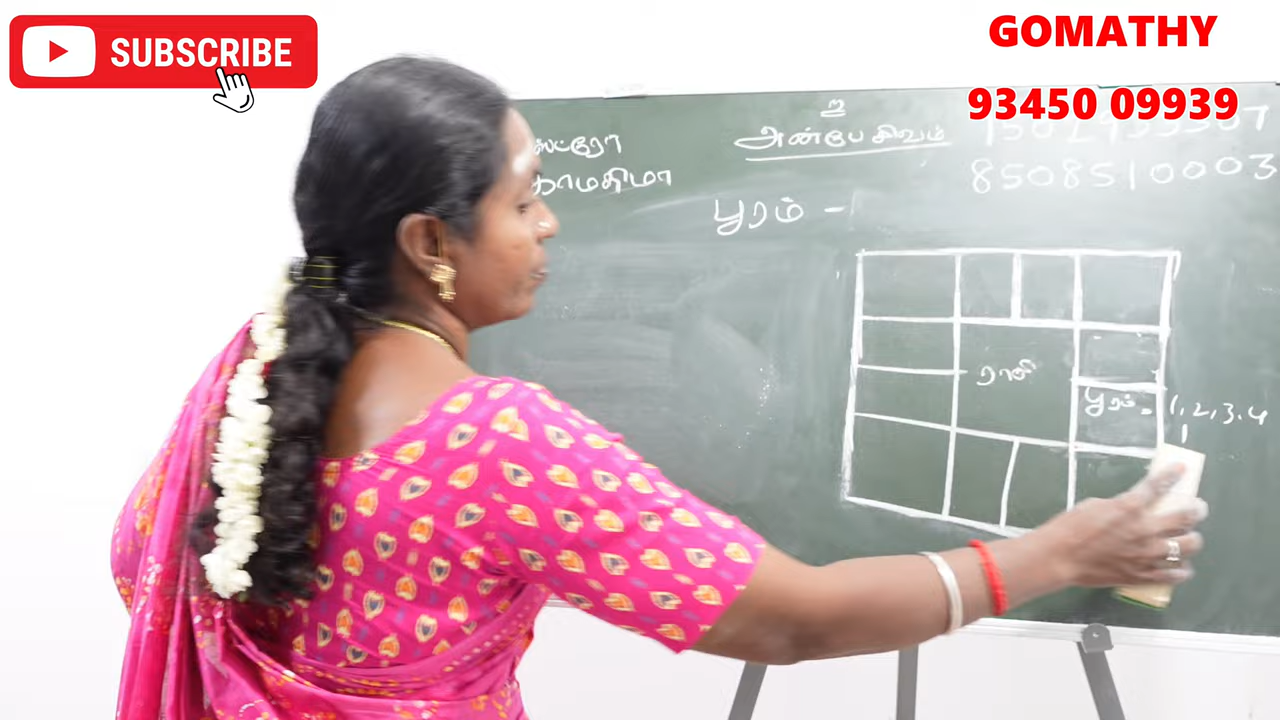 SUBSCRIBE
GOMATHY
93450 09939
உ
அன்பே சிவம்
8508510003
பூரம் -
ராசி
பூரம் - 1, 2, 3, 4